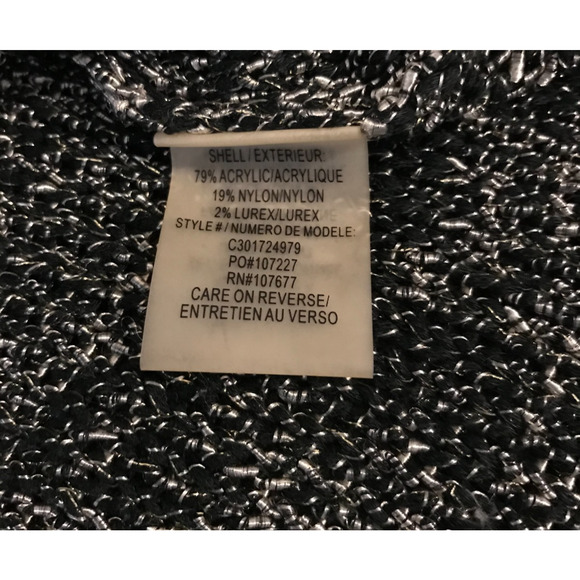 SHELL/EXTERIEUR:
79% ACRYLIC/ACRYLIQUE
19% NYLON/NYLON
2% LUREX/LUREX
STYLE #/ NUMERO DE MODELE:
C301724979
PO#107227
RN#107677
CARE ON REVERSE/
ENTRETIEN AU VERSO